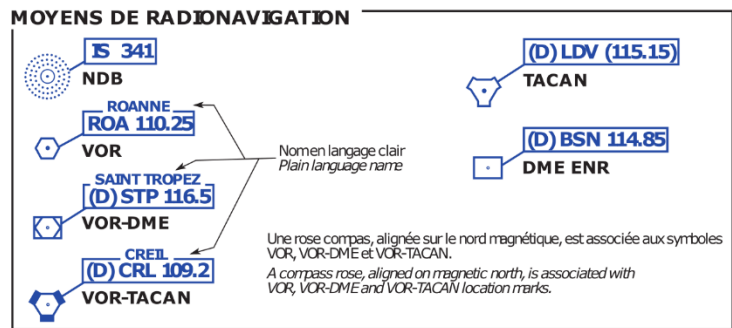 MOYENS DE RADIONAVIGATION
IS 341
NDB
ROANNE
ROA 110.25
VOR
SAINT TROPEZ
(D) STP 116.5
VOR-DME
CREIL
(D) CRL 109.2
VOR-TACAN
Nomen langage clair
Plain language name
(D) LDV (115.15)
TACAN
(D) BSN 114.85
DME ENR
Une rose compas, alignée sur le nord magnétique, est associée aux symboles
VOR, VOR-DME et VOR-TACAN.
A compass rose, aligned on magnetic north, is associated with
VOR, VOR-DME and VOR-TACAN location marks.